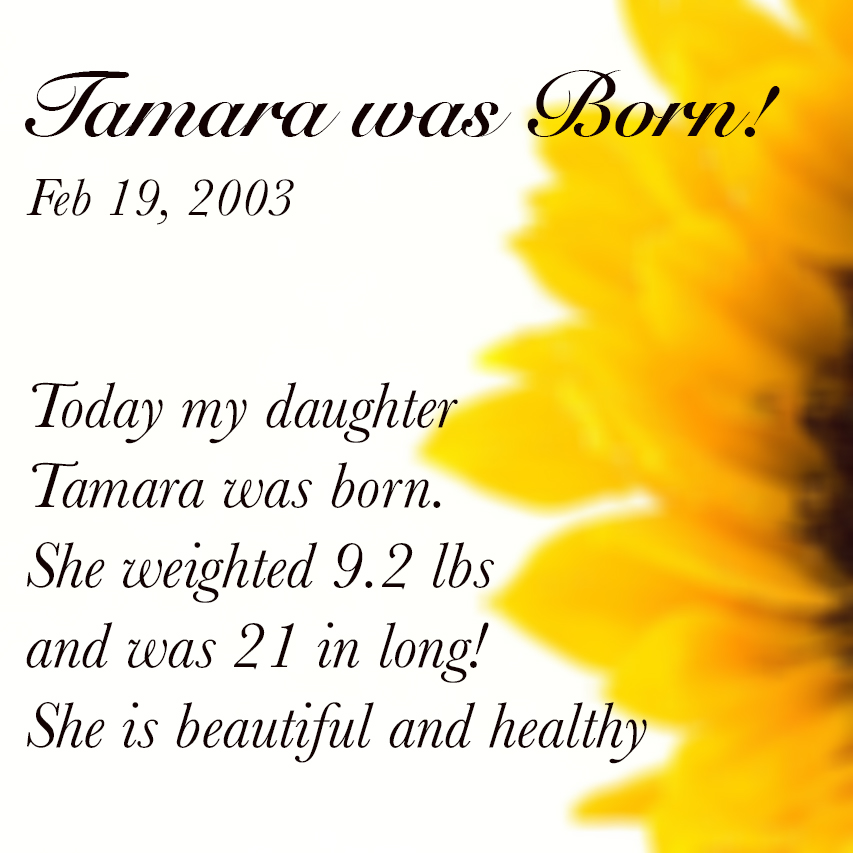 Tamara was Born!
Feb 19, 2003
Today my daughter
Tamara was born.
She weighted 9.2 lbs
and was 21 in long!
She is beautiful and healthy